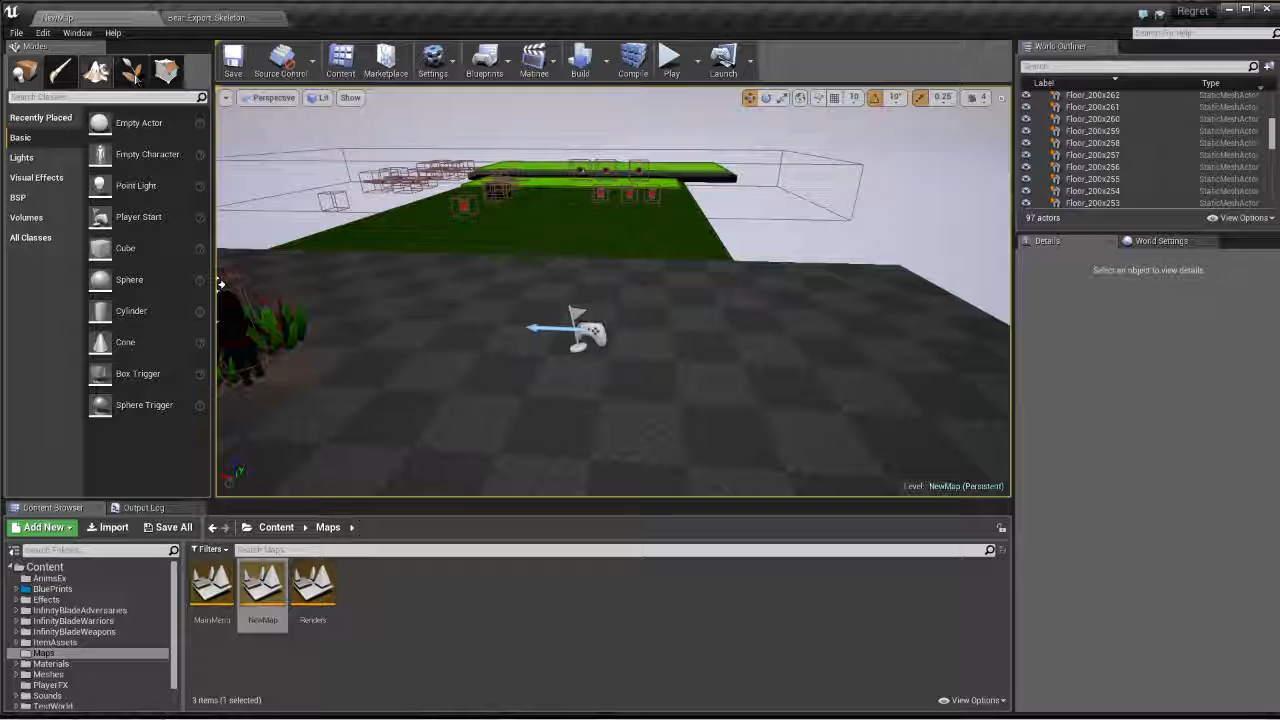 NewMap
Bear.Export_Skeleton
Regret
File Edit Window Help
Search For Help
Modes
Search Classes
Recently Placed
Basic
Lights
Visual Effects
BSP
Volumes
All Classes
Empty Actor
Empty Character
Point Light
Player Start
Cube
Sphere
Cylinder
Cone
Box Trigger
Sphere Trigger
Save
Source Control
Content
Marketplace
Settings
Blueprints
Matinee
Build
Compile
Play
Launch
Perspective
Lit
Show
10
10°
0.25
4
Level: NewMap (Persistent)
World Outliner
Search
Label
Type
Floor_200x262 StaticMeshActor
Floor_200x261 StaticMeshActor
Floor_200x260 StaticMeshActor
Floor_200x259 StaticMeshActor
Floor_200x258 StaticMeshActor
Floor_200x257 StaticMeshActor
Floor_200x256 StaticMeshActor
Floor_200x255 StaticMeshActor
Floor_200x254 StaticMeshActor
Floor_200x253 StaticMeshActor
97 actors
View Options
Details
World Settings
Select an object to view details.
Content Browser
Output Log
Add New
Import
Save All
Content
Maps
Search Folders
Filters
Search Maps
Content
AnimsEx
BluePrints
Effects
InfinityBladeAdversaries
InfinityBladeWarriors
InfinityBladeWeapons
ItemAssets
Maps
Materials
Meshes
PlayerFX
Sounds
TestWorld
MainMenu
NewMap
Renders
3 items (1 selected)
View Options